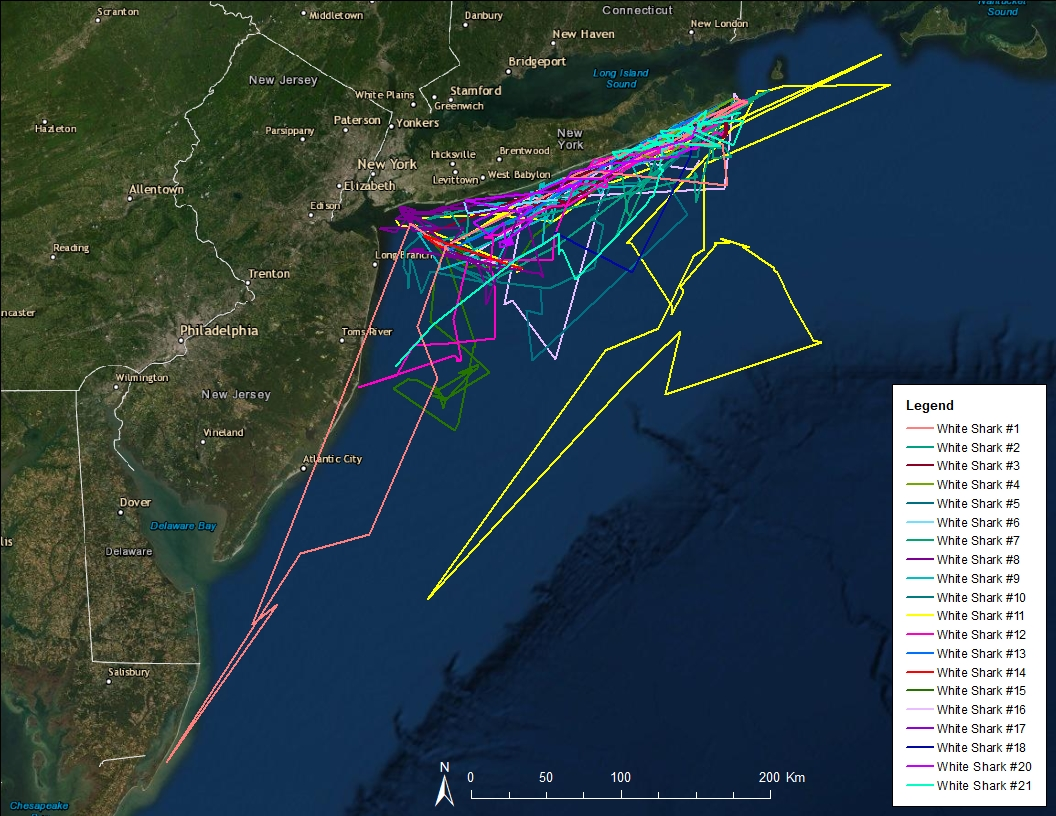 Scranton
Middletown
Danbury
Connecticut
New London
Nantucket
Sound
New Haven
Bridgeport
New Jersey
Long Island
Sound
White Plains
Stamford
Greenwich
Hazleton
Paterson
Yonkers
Parsippany
New
York
Hicksville
Brentwood
New York
Levittown
West Babylon
Allentown
Elizabeth
Edison
Reading
Long Branch
Trenton
ncaster
Philadelphia
Toms River
Wilmington
New Jersey
Vineland
Atlantic City
Dover
Delaware Bay
lis
Delaware
Salisbury
Chesapeake
Legend
White Shark #1
White Shark #2
White Shark #3
White Shark #4
White Shark #5
White Shark #6
White Shark #7
White Shark #8
White Shark #9
White Shark #10
White Shark #11
White Shark #12
White Shark #13
White Shark #14
White Shark #15
White Shark #16
White Shark #17
White Shark #18
White Shark #20
White Shark #21
N
0 50 100 200 Km